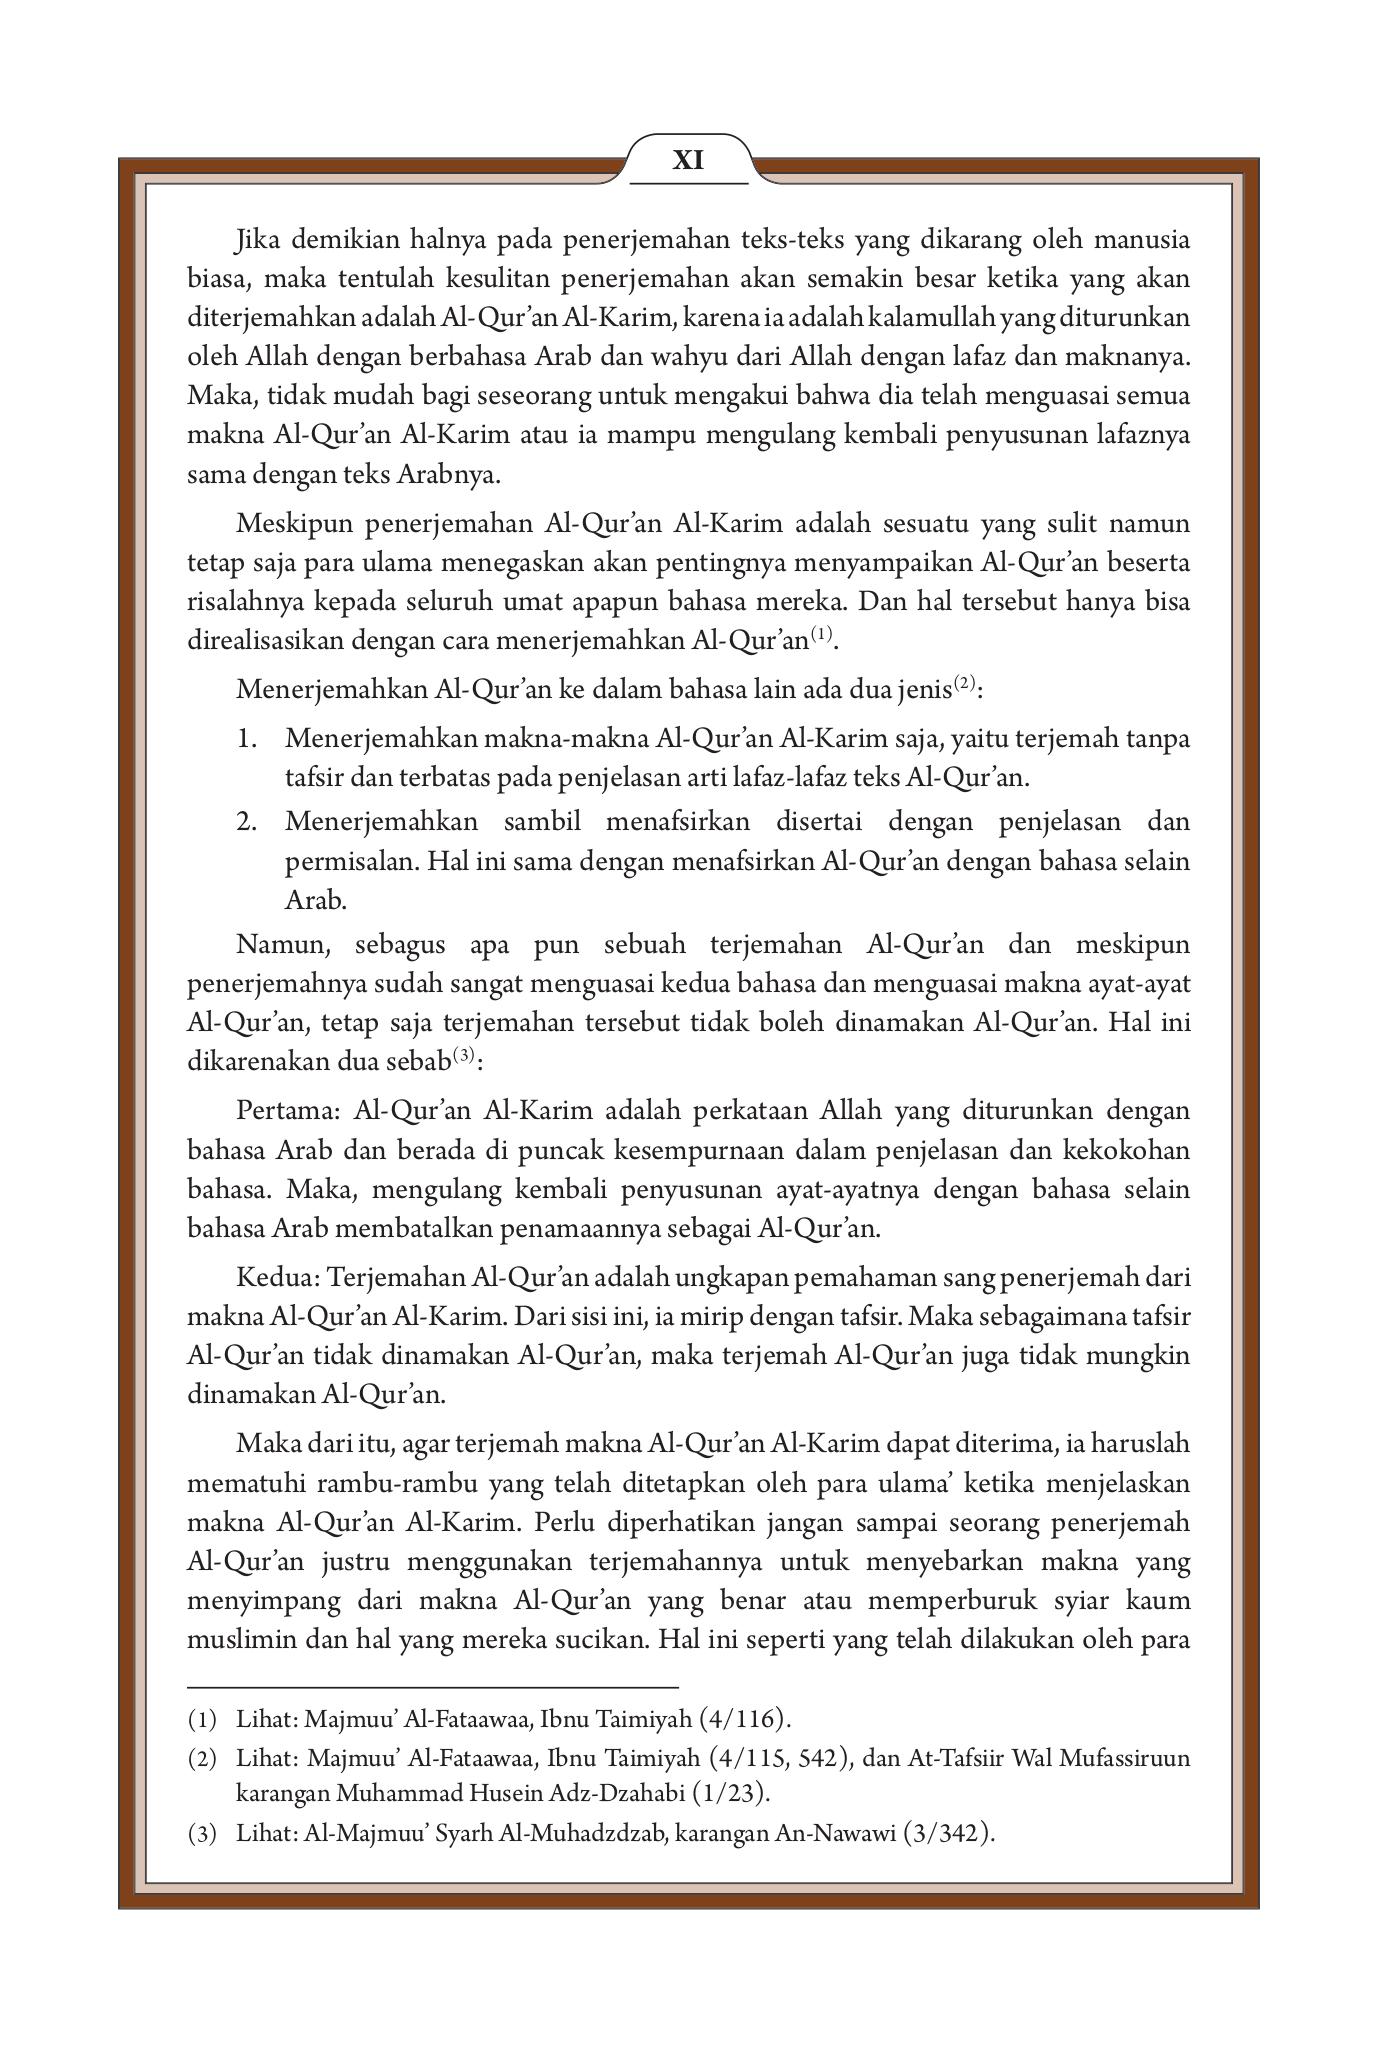 XI
Jika demikian halnya pada penerjemahan teks-teks yang dikarang oleh manusia
biasa, maka tentulah kesulitan penerjemahan akan semakin besar ketika yang akan
diterjemahkan adalah Al-Qur’an Al-Karim, karena ia adalah kalamullah yang diturunkan
oleh Allah dengan berbahasa Arab dan wahyu dari Allah dengan lafaz dan maknanya.
Maka, tidak mudah bagi seseorang untuk mengakui bahwa dia telah menguasai semua
makna Al-Qur’an Al-Karim atau ia mampu mengulang kembali penyusunan lafaznya
sama dengan teks Arabnya.
Meskipun penerjemahan Al-Qur’an Al-Karim adalah sesuatu yang sulit namun
tetap saja para ulama menegaskan akan pentingnya menyampaikan Al-Qur’an beserta
risalahnya kepada seluruh umat apapun bahasa mereka. Dan hal tersebut hanya bisa
direalisasikan dengan cara menerjemahkan Al-Qur’an(1).
Menerjemahkan Al-Qur’an ke dalam bahasa lain ada dua jenis(2):
1. Menerjemahkan makna-makna Al-Qur’an Al-Karim saja, yaitu terjemah tanpa
tafsir dan terbatas pada penjelasan arti lafaz-lafaz teks Al-Qur’an.
2. Menerjemahkan sambil menafsirkan disertai dengan penjelasan dan
permisalan. Hal ini sama dengan menafsirkan Al-Qur’an dengan bahasa selain
Arab.
Namun, sebagus apa pun sebuah terjemahan Al-Qur’an dan meskipun
penerjemahnya sudah sangat menguasai kedua bahasa dan menguasai makna ayat-ayat
Al-Qur’an, tetap saja terjemahan tersebut tidak boleh dinamakan Al-Qur’an. Hal ini
dikarenakan dua sebab(3):
Pertama: Al-Qur’an Al-Karim adalah perkataan Allah yang diturunkan dengan
bahasa Arab dan berada di puncak kesempurnaan dalam penjelasan dan kekokohan
bahasa. Maka, mengulang kembali penyusunan ayat-ayatnya dengan bahasa selain
bahasa Arab membatalkan penamaannya sebagai Al-Qur’an.
Kedua: Terjemahan Al-Qur’an adalah ungkapan pemahaman sang penerjemah dari
makna Al-Qur’an Al-Karim. Dari sisi ini, ia mirip dengan tafsir. Maka sebagaimana tafsir
Al-Qur’an tidak dinamakan Al-Qur’an, maka terjemah Al-Qur’an juga tidak mungkin
dinamakan Al-Qur’an.
Maka dari itu, agar terjemah makna Al-Qur’an Al-Karim dapat diterima, ia haruslah
mematuhi rambu-rambu yang telah ditetapkan oleh para ulama’ ketika menjelaskan
makna Al-Qur’an Al-Karim. Perlu diperhatikan jangan sampai seorang penerjemah
Al-Qur’an justru menggunakan terjemahannya untuk menyebarkan makna yang
menyimpang dari makna Al-Qur’an yang benar atau memperburuk syiar kaum
muslimin dan hal yang mereka sucikan. Hal ini seperti yang telah dilakukan oleh para
(1) Lihat: Majmuu’ Al-Fataawaa, Ibnu Taimiyah (4/116).
(2) Lihat: Majmuu’ Al-Fataawaa, Ibnu Taimiyah (4/115, 542), dan At-Tafsiir Wal Mufassiruun
karangan Muhammad Husein Adz-Dzahabi (1/23).
(3) Lihat: Al-Majmuu’ Syarh Al-Muhadzdzab, karangan An-Nawawi (3/342).